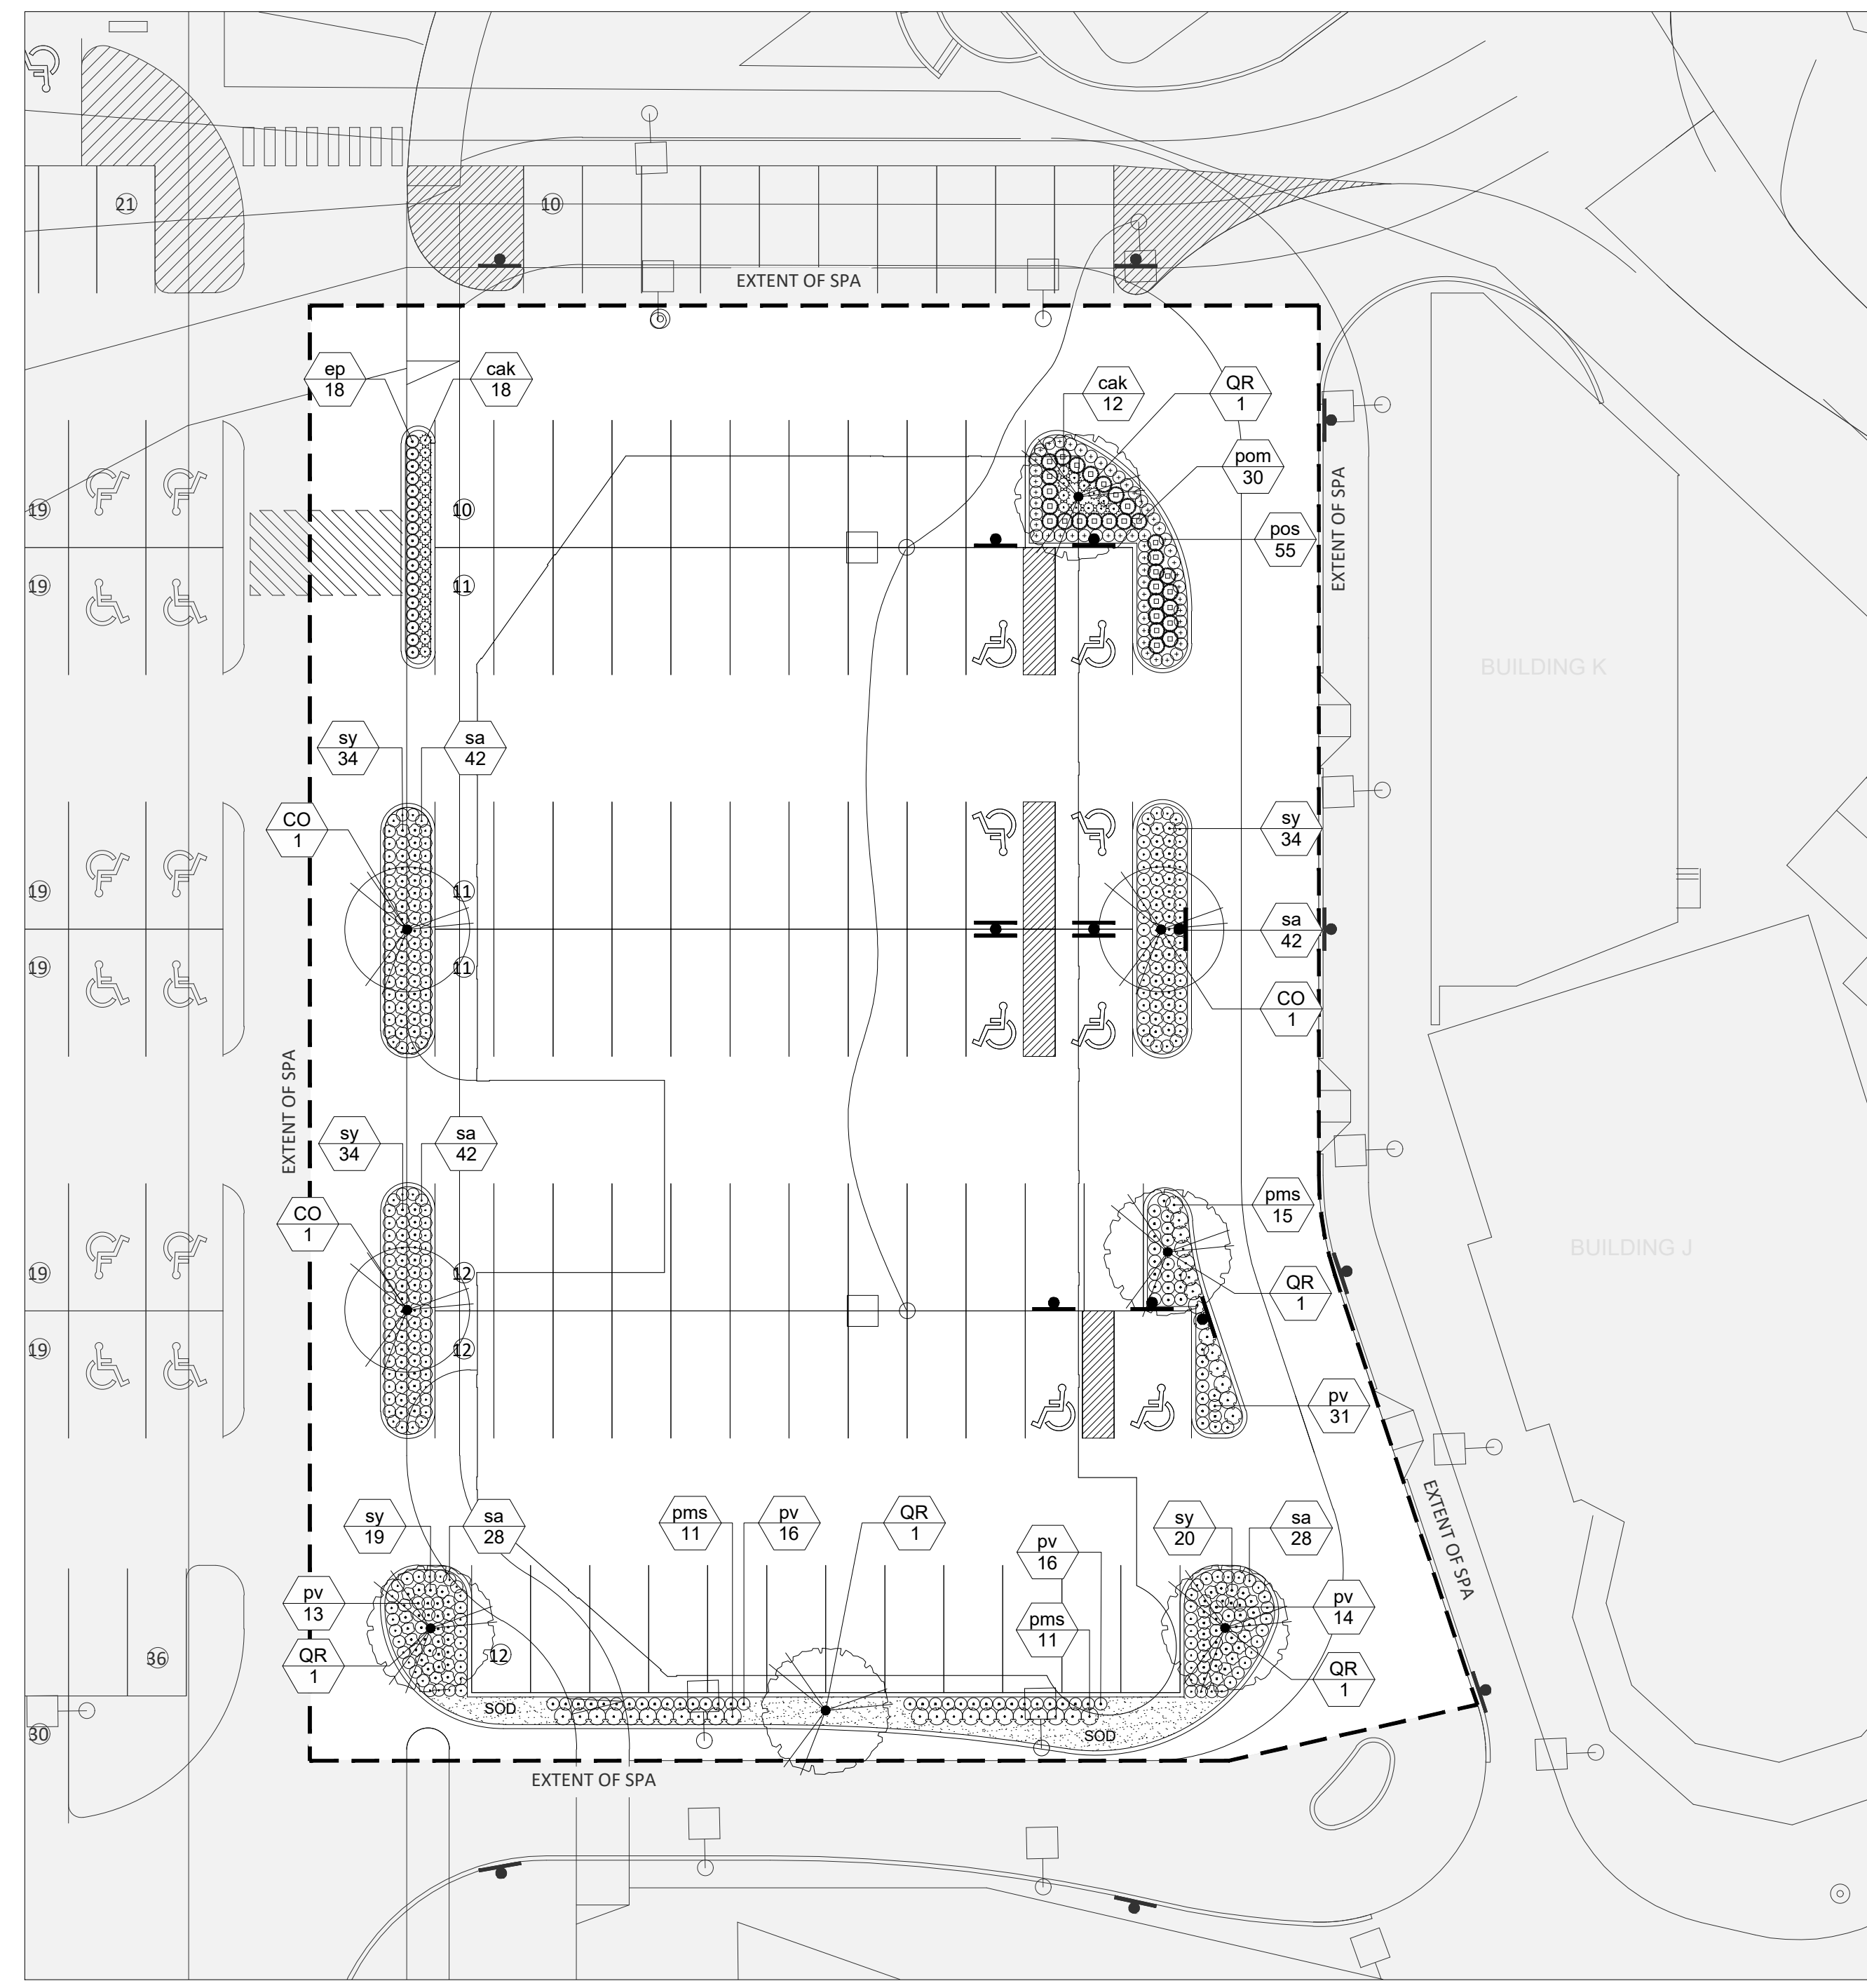 21
10
EXTENT OF SPA
ep
18
cak
18
cak
12
QR
1
pom
30
pos
55
EXTENT OF SPA
19
10
19
11
BUILDING K
sy
34
sa
42
CO
1
sy
34
19
11
sa
42
19
11
CO
1
EXTENT OF SPA
sy
34
sa
42
pms
15
CO
1
BUILDING J
19
12
QR
1
19
12
pv
31
EXTENT OF SPA
sy
19
sa
28
pms
11
pv
16
QR
1
pv
16
sy
20
sa
28
pv
13
pms
11
pv
14
QR
1
12
36
QR
1
SOD
SOD
30
EXTENT OF SPA